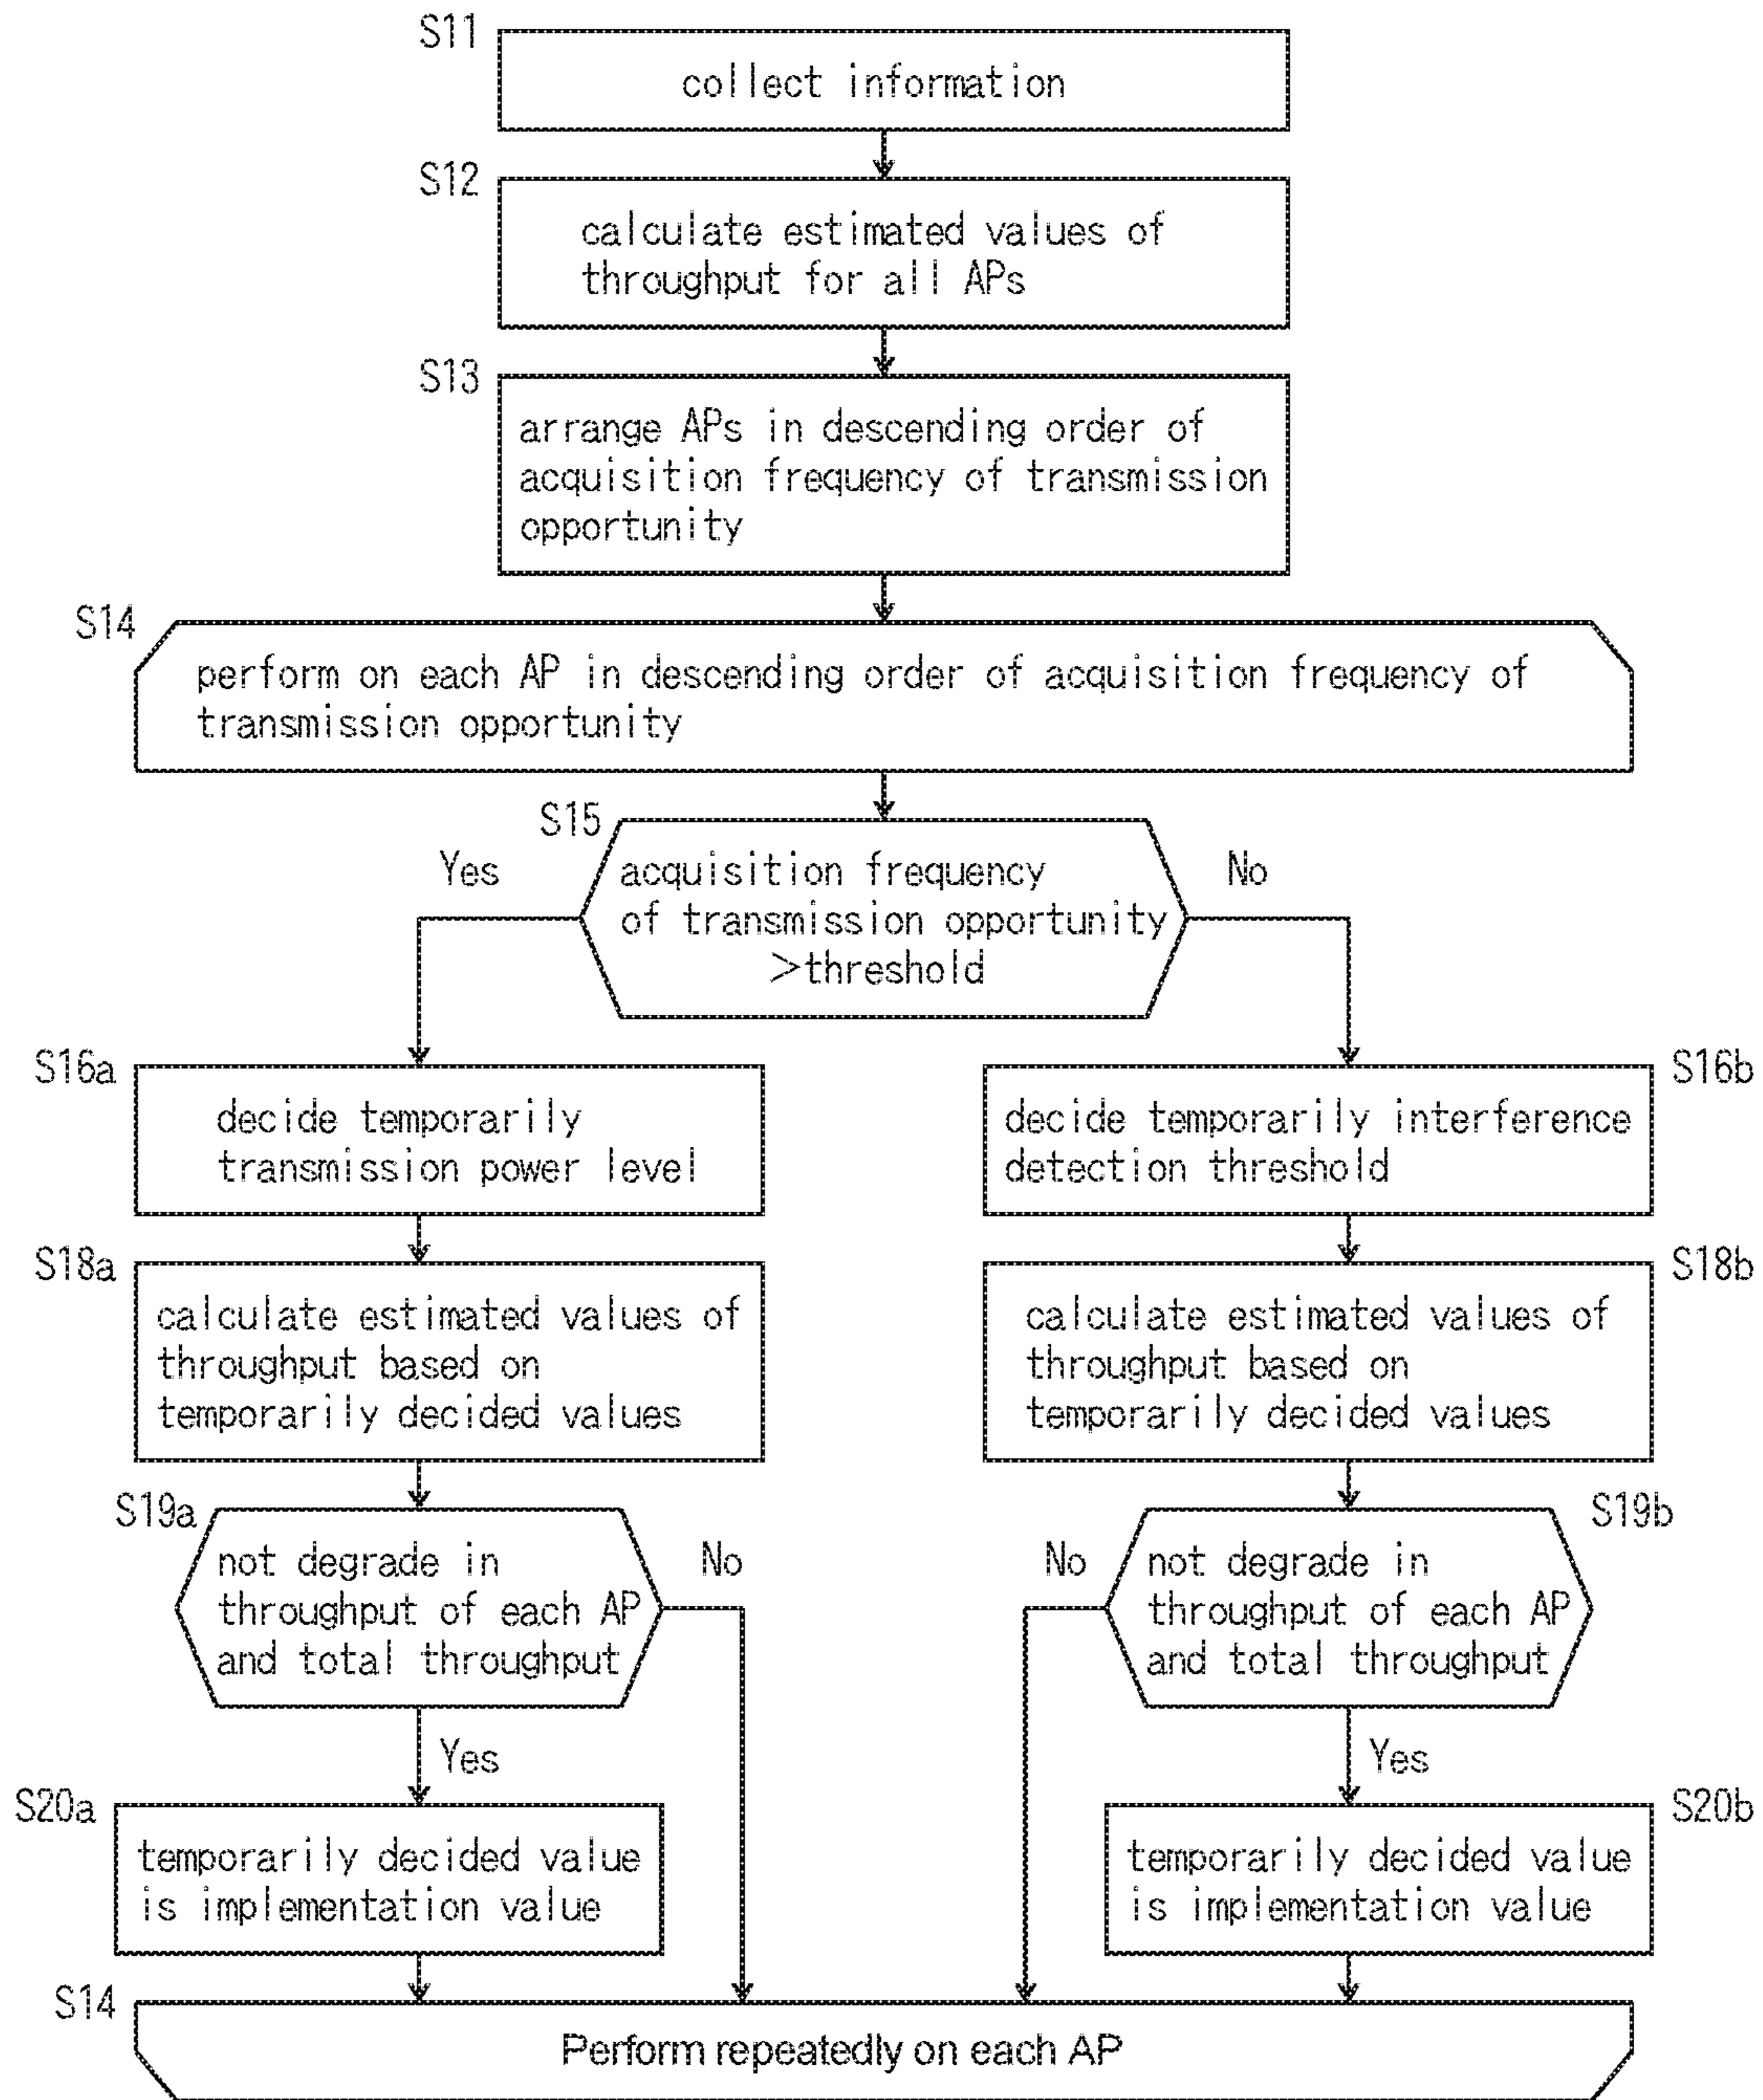 S11
collect information
S12
calculate estimated values of
throughput for all APs
S13
arrange APs in descending order of
acquisition frequency of transmission
opportunity
S14
perform on each AP in descending order of acquisition frequency of
transmission opportunity
S15
Yes
acquisition frequency
of transmission opportunity
>threshold
No
S16a
decide temporarily
transmission power level
S16b
decide temporarily interference
detection threshold
S18a
calculate estimated values of
throughput based on
temporarily decided values
S18b
calculate estimated values of
throughput based on
temporarily decided values
S19a
not degrade in
throughput of each AP
and total throughput
No
Yes
S19b
No
not degrade in
throughput of each AP
and total throughput
Yes
S20a
temporarily decided value
is implementation value
S20b
temporarily decided value
is implementation value
S14
Perform repeatedly on each AP